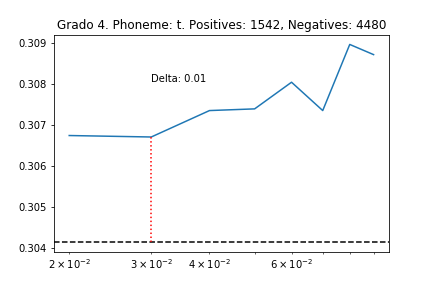 Grado 4. Phoneme: t. Positives: 1542, Negatives: 4480
0.309
0.308
Delta: 0.01
0.307
0.306
0.305
0.304
2 × 10⁻² 3 × 10⁻² 4 × 10⁻² 6 × 10⁻²